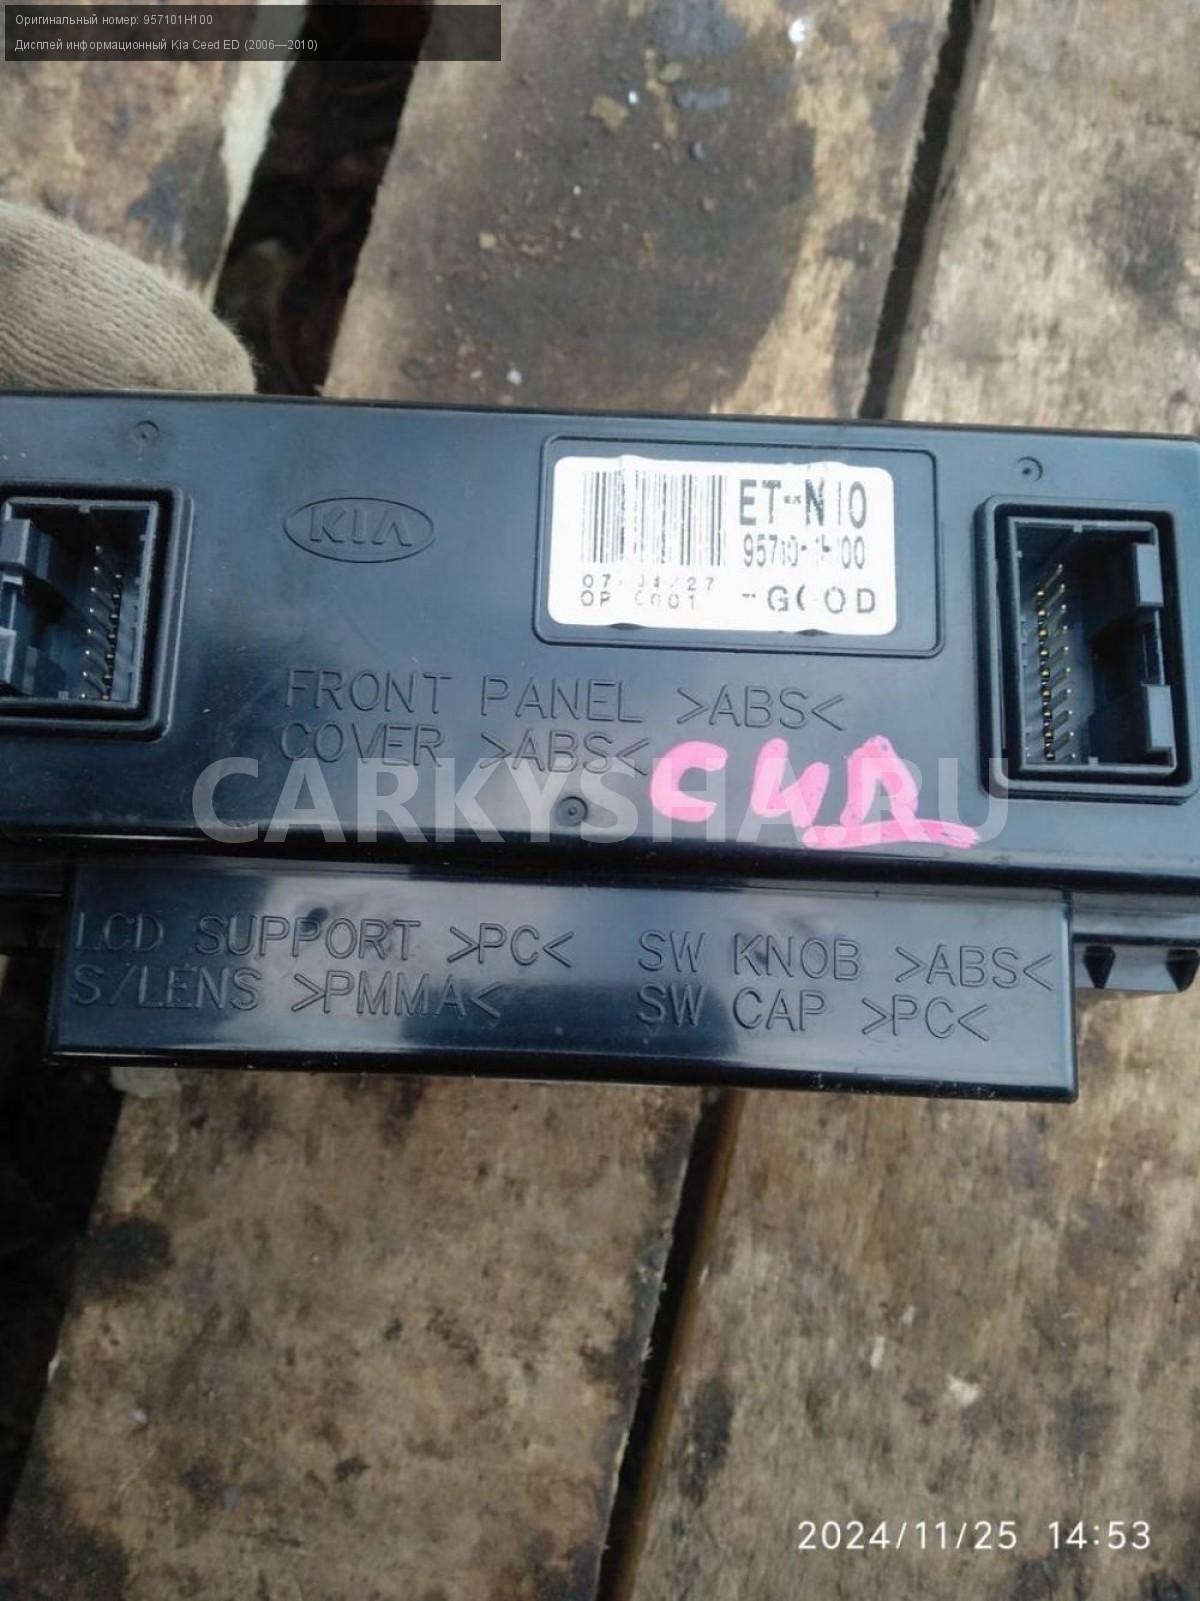 Оригинальный номер: 957101H100
Дисплей информационный Kia Ceed ED (2006—2010)
KIA
ET-N
-GOOD
FRONT PANEL >ABS<
COVER >ABS<
CARKYSHA.RU
LCD SUPPORT >PC<
S/LENS >PMMA<
SW KNOB >ABS<
SW CAP >PC<
2024/11/25 14:53